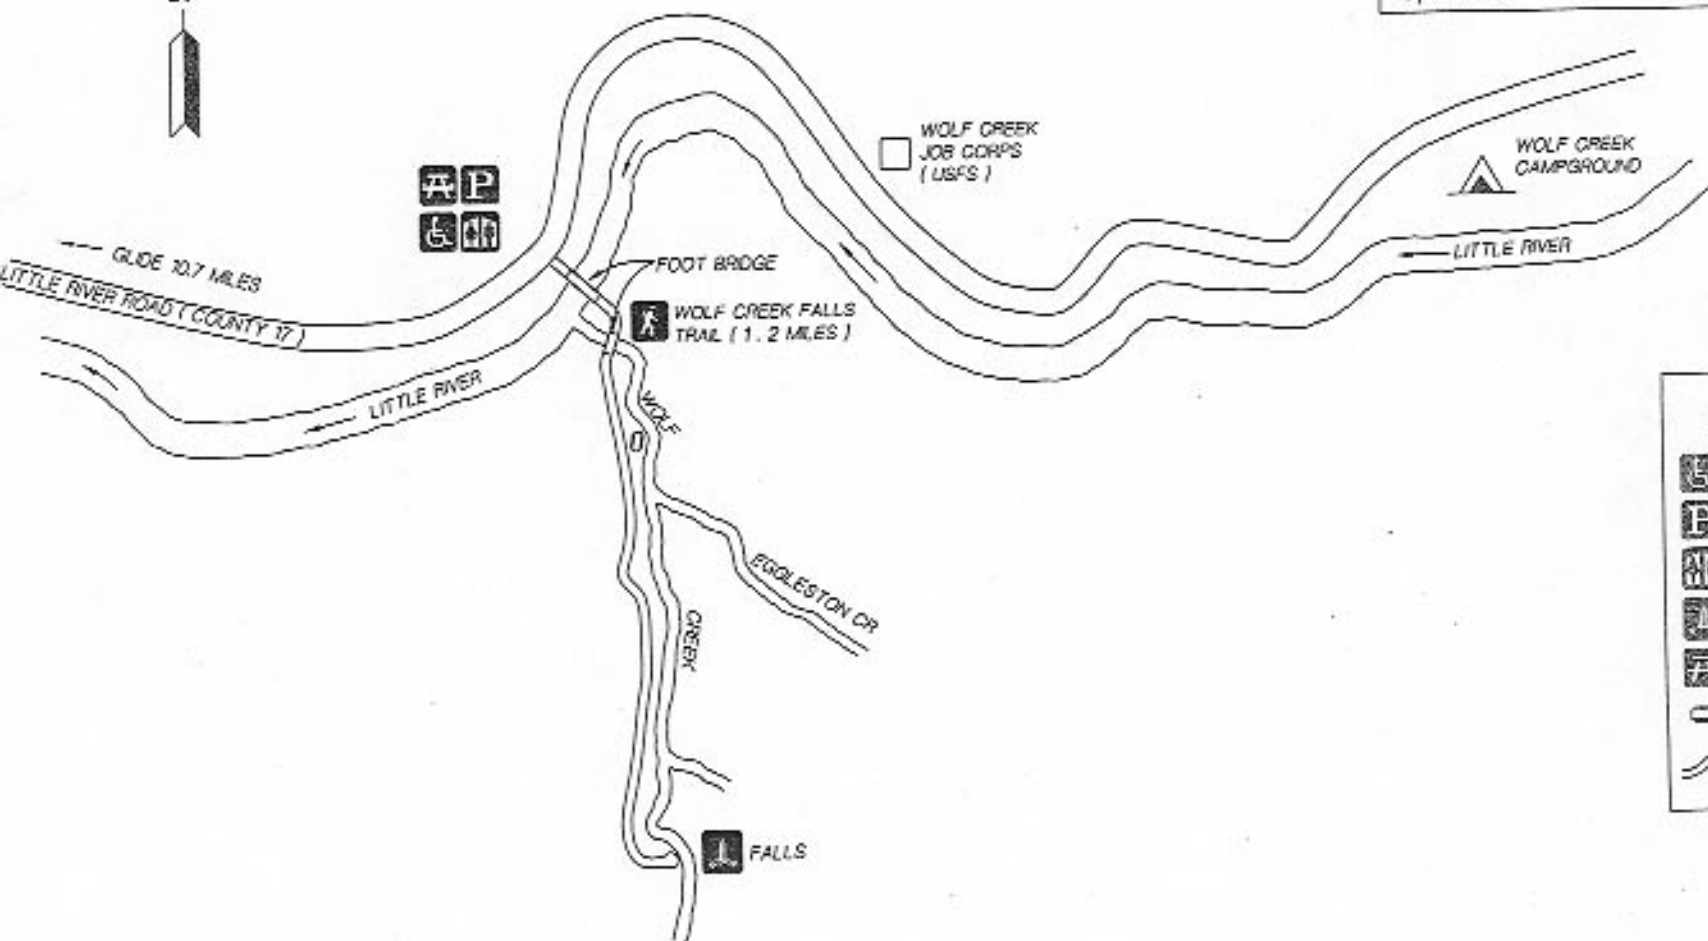 WOLF CREEK
JOB CORPS
( USFS )
WOLF CREEK
CAMPGROUND
P
GLIDE 10.7 MILES
LITTLE RIVER ROAD ( COUNTY 17 )
FOOT BRIDGE
LITTLE RIVER
WOLF CREEK FALLS
TRAIL ( 1.2 MILES )
LITTLE RIVER
WOLF
EGGLESTON CR
CREEK
FALLS
P